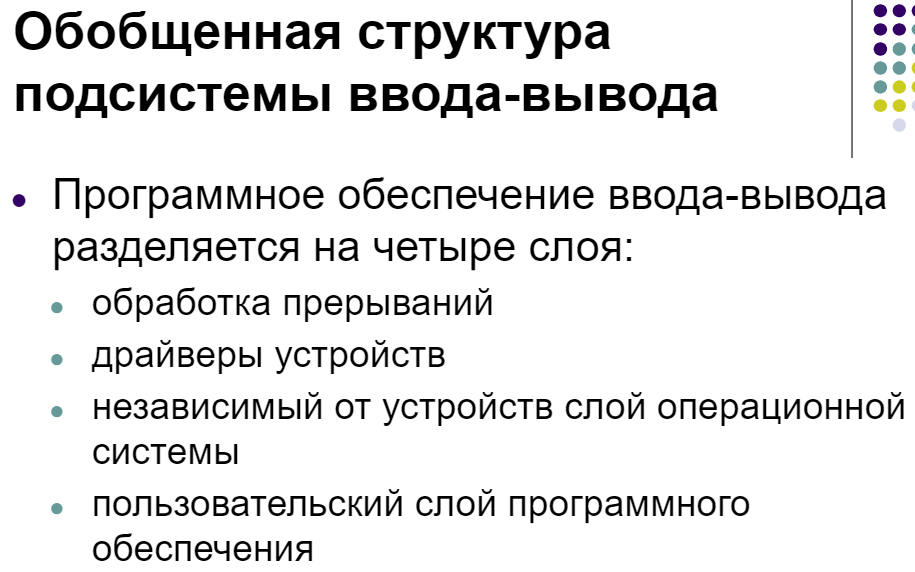 Обобщенная структура
подсистемы ввода-вывода
Программное обеспечение ввода-вывода
разделяется на четыре слоя:
обработка прерываний
драйверы устройств
независимый от устройств слой операционной
системы
пользовательский слой программного
обеспечения